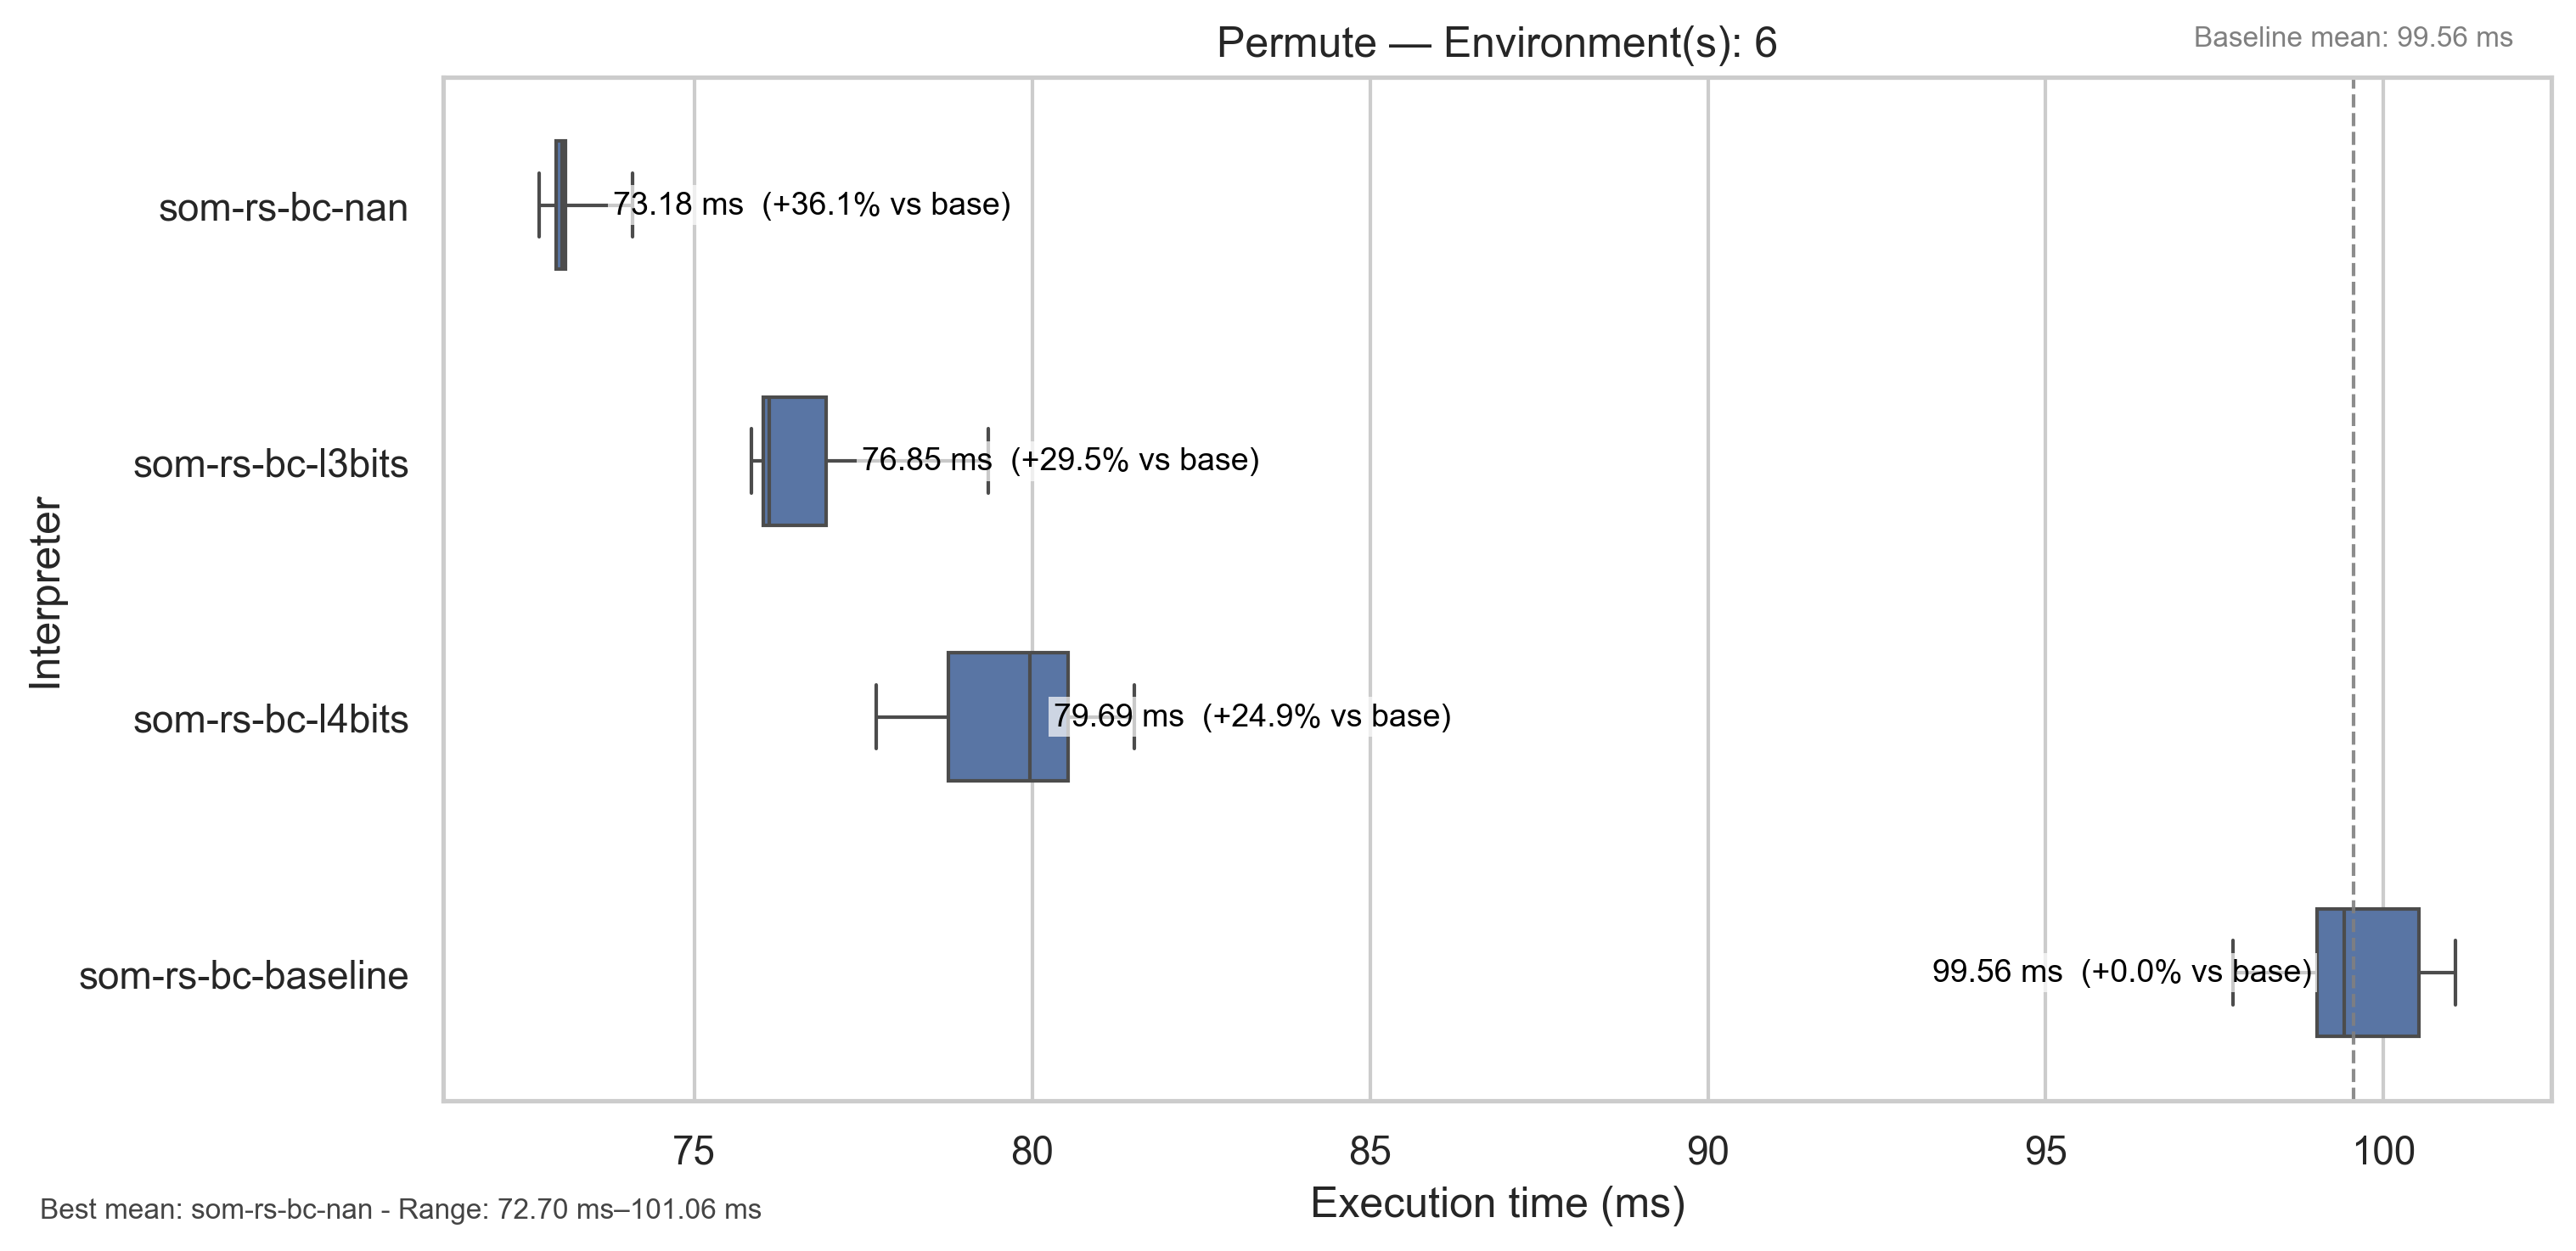 Permute — Environment(s): 6
Baseline mean: 99.56 ms
som-rs-bc-nan
73.18 ms  (+36.1% vs base)
som-rs-bc-l3bits
76.85 ms  (+29.5% vs base)
som-rs-bc-l4bits
79.69 ms  (+24.9% vs base)
som-rs-bc-baseline
99.56 ms  (+0.0% vs base)
Interpreter
75 80 85 90 95 100
Execution time (ms)
Best mean: som-rs-bc-nan - Range: 72.70 ms–101.06 ms